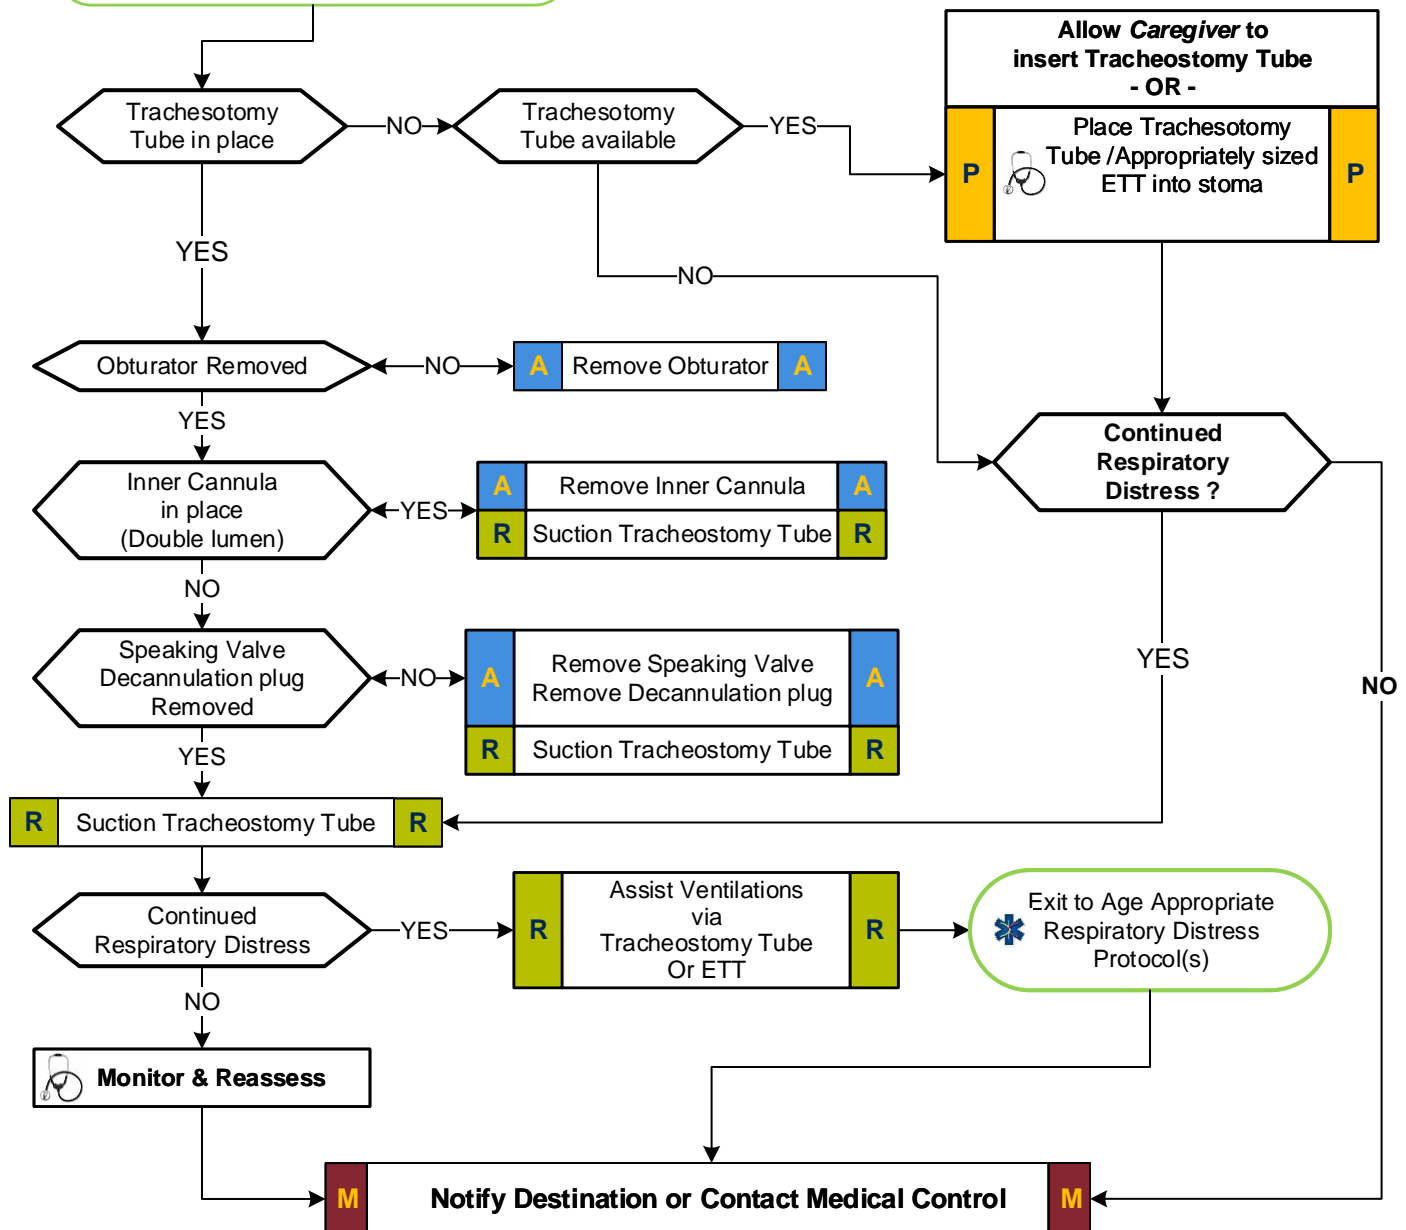 Allow Caregiver to
insert Tracheostomy Tube
- OR -
Trachesotomy
Tube in place
NO
Trachesotomy
Tube available
YES
P
Place Trachesotomy
Tube /Appropriately sized
ETT into stoma
P
YES
NO
Obturator Removed
NO
A
Remove Obturator
A
YES
Continued
Respiratory
Distress ?
Inner Cannula
in place
(Double lumen)
YES
A
Remove Inner Cannula
A
R
Suction Tracheostomy Tube
R
NO
Speaking Valve
Decannulation plug
Removed
NO
A
Remove Speaking Valve
Remove Decannulation plug
A
R
Suction Tracheostomy Tube
R
YES
NO
YES
R
Suction Tracheostomy Tube
R
Continued
Respiratory Distress
YES
R
Assist Ventilations
via
Tracheostomy Tube
Or ETT
R
Exit to Age Appropriate
Respiratory Distress
Protocol(s)
NO
Monitor & Reassess
M
Notify Destination or Contact Medical Control
M